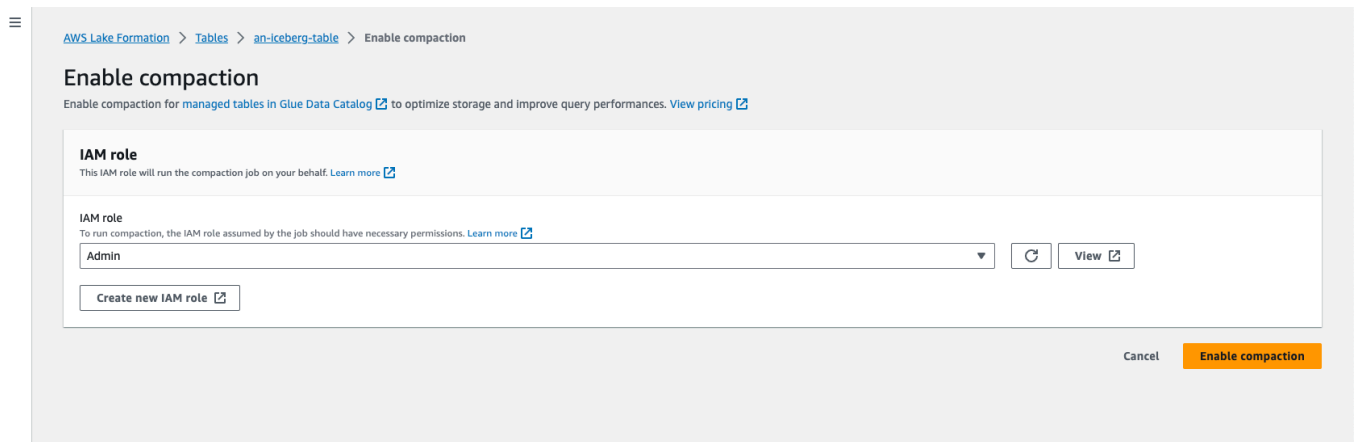 AWS Lake Formation > Tables > an-iceberg-table > Enable compaction
Enable compaction
Enable compaction for managed tables in Glue Data Catalog to optimize storage and improve query performances. View pricing
IAM role
This IAM role will run the compaction job on your behalf. Learn more
IAM role
To run compaction, the IAM role assumed by the job should have necessary permissions. Learn more
Admin
View
Create new IAM role
Cancel
Enable compaction